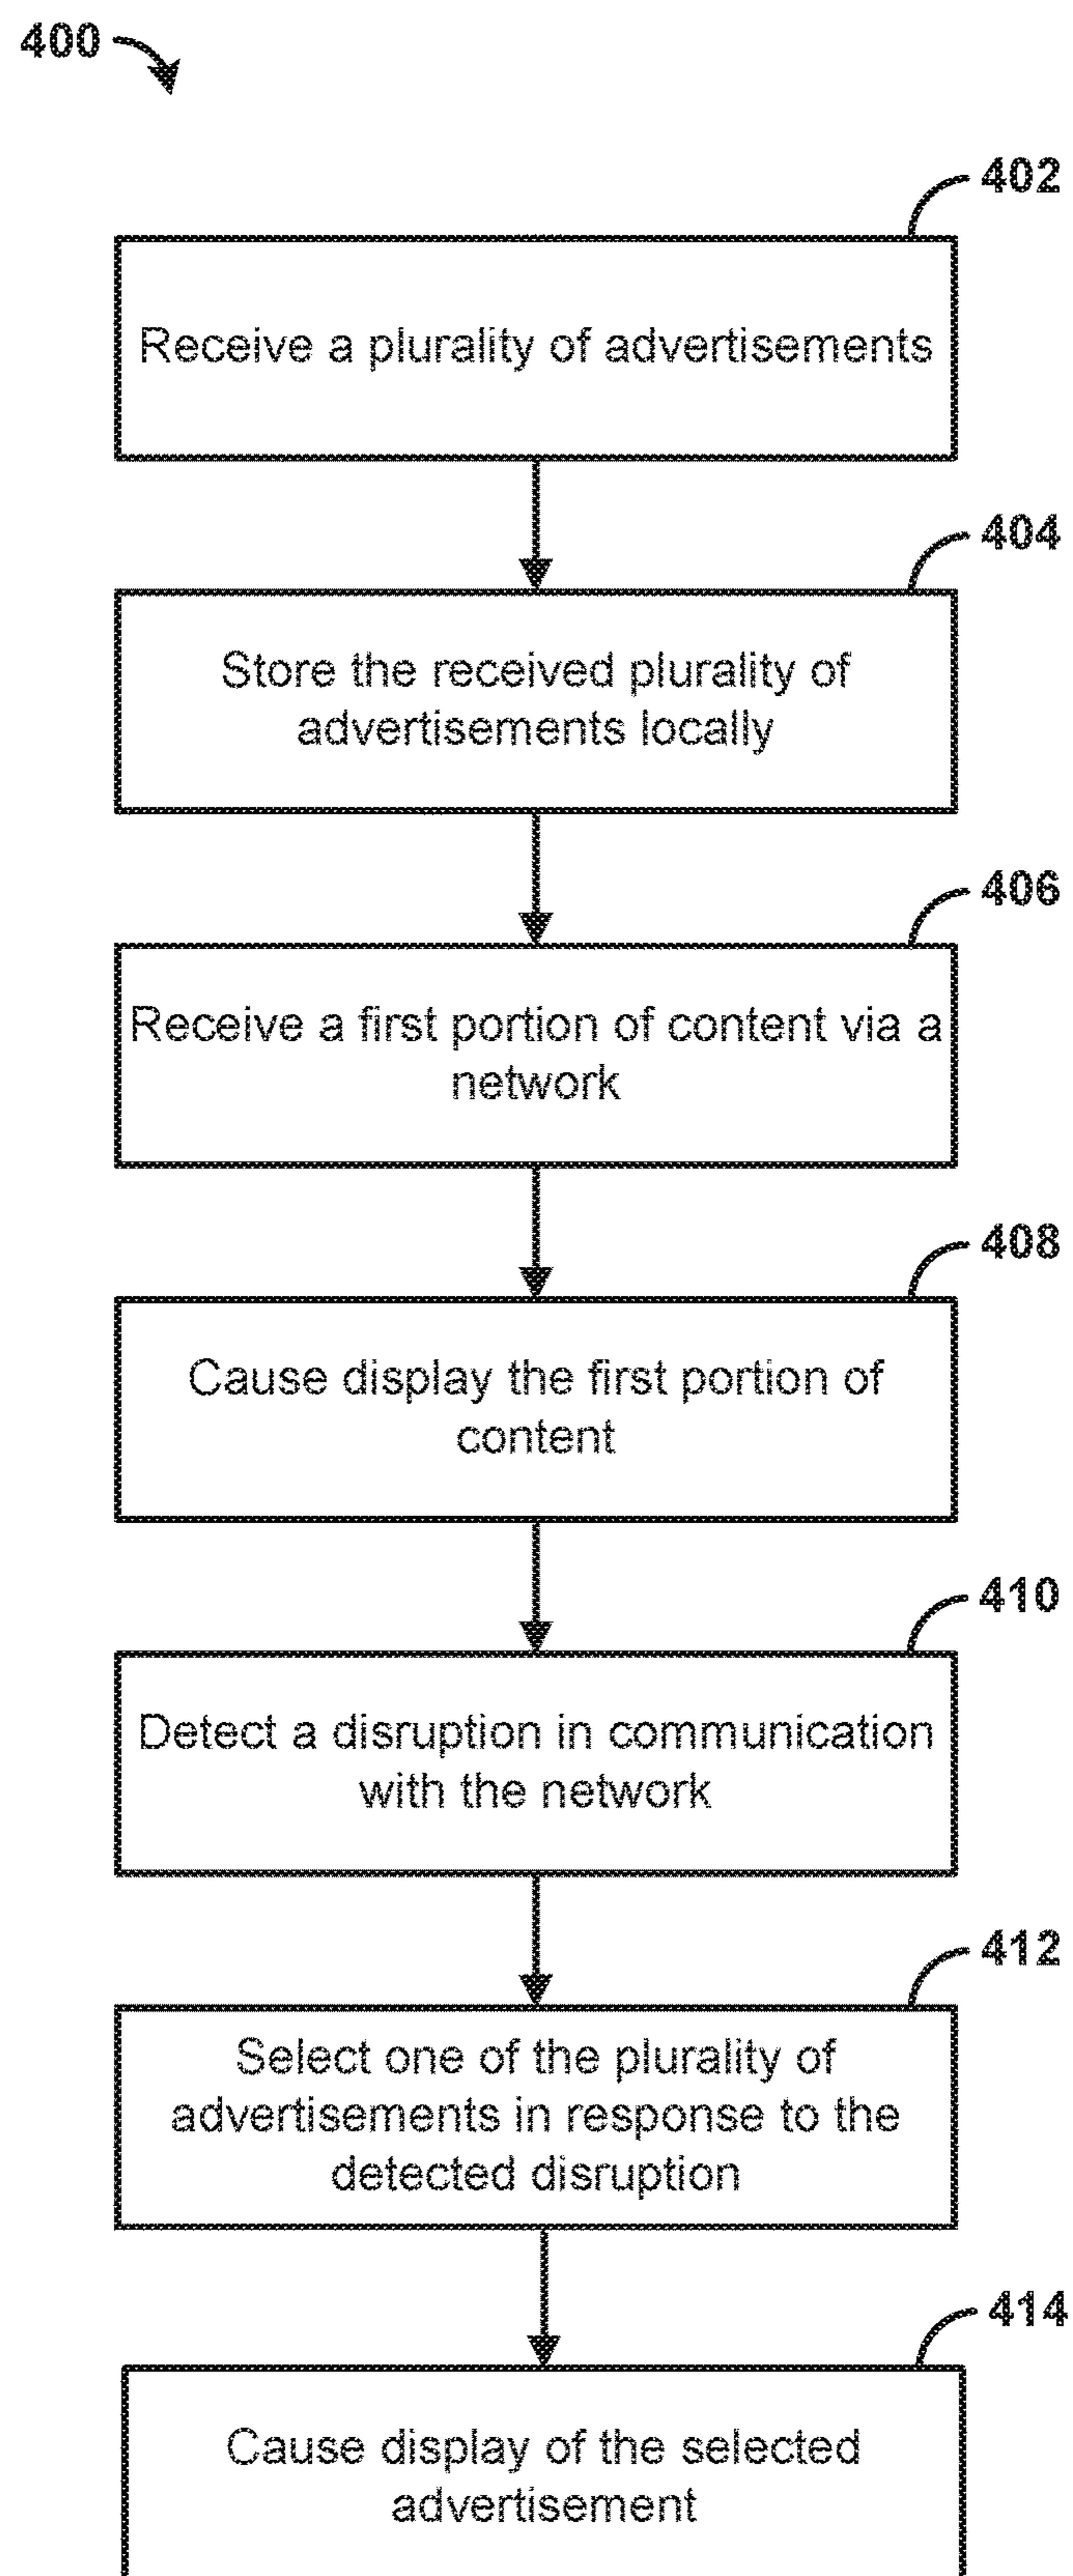 400
402
Receive a plurality of advertisements
404
Store the received plurality of
advertisements locally
406
Receive a first portion of content via a
network
408
Cause display the first portion of
content
410
Detect a disruption in communication
with the network
412
Select one of the plurality of
advertisements in response to the
detected disruption
414
Cause display of the selected
advertisement